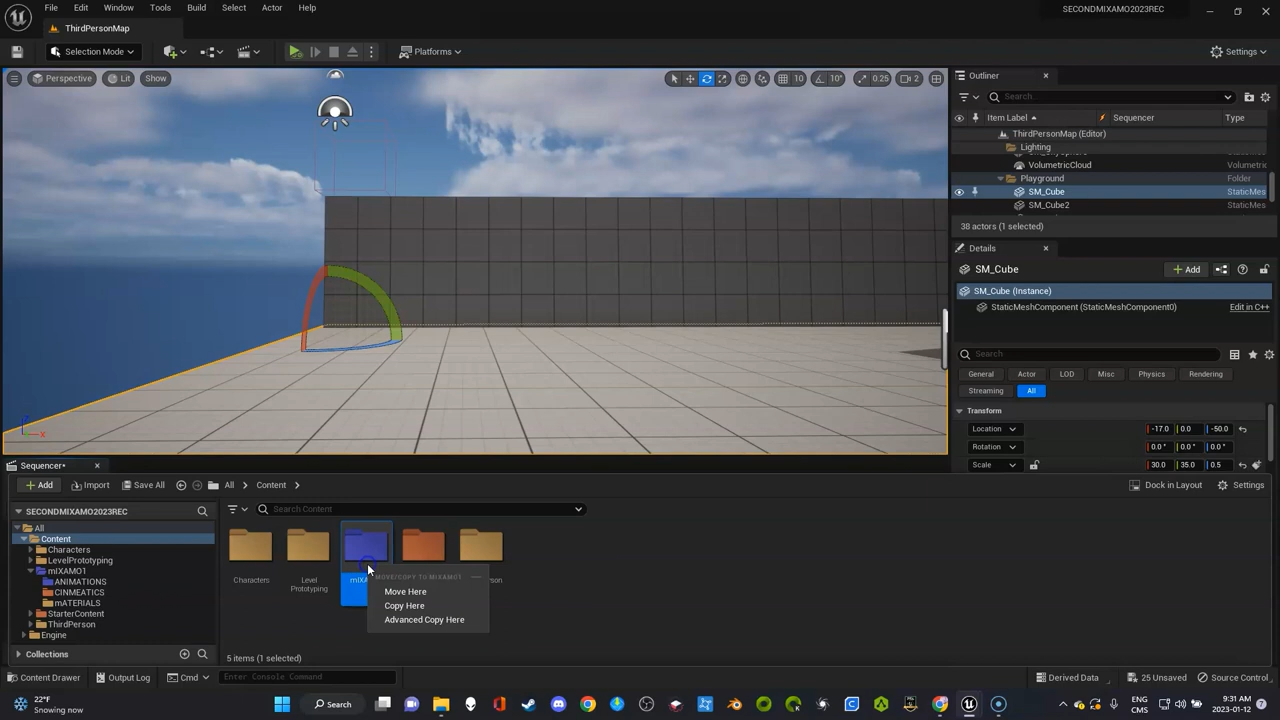 File Edit Window Tools Build Select Actor Help
SECONDMIXAMO2023REC
ThirdPersonMap
Selection Mode
Platforms
Settings
Perspective Lit Show
10 10° 0.25 2
Outliner
Search...
Item Label Sequencer Type
ThirdPersonMap (Editor)
Lighting
VolumetricCloud Volumetric
Playground Folder
SM_Cube StaticMes
SM_Cube2 StaticMes
38 actors (1 selected)
Details
SM_Cube
Add
SM_Cube (Instance)
StaticMeshComponent (StaticMeshComponent0) Edit in C++
Search
General Actor LOD Misc Physics Rendering
Streaming All
Transform
Location -17.0 0.0 -50.0
Rotation 0.0° 0.0° 0.0°
Scale 30.0 35.0 0.5
Sequencer*
Add Import Save All All Content
Dock in Layout Settings
SECONDMIXAMO2023REC
All
Content
Characters
LevelPrototyping
mIXAMO1
ANIMATIONS
CINMEATICS
mATERIALS
StarterContent
ThirdPerson
Engine
Collections
Search Content
Characters
Level Prototyping
mIXA
MOVE/COPY TO MIXAMO1
Move Here
Copy Here
Advanced Copy Here
5 items (1 selected)
Content Drawer Output Log Cmd Enter Console Command
Derived Data 25 Unsaved Source Control
22°F
Snowing now
Search
ENG
CMS
9:31 AM
2023-01-12